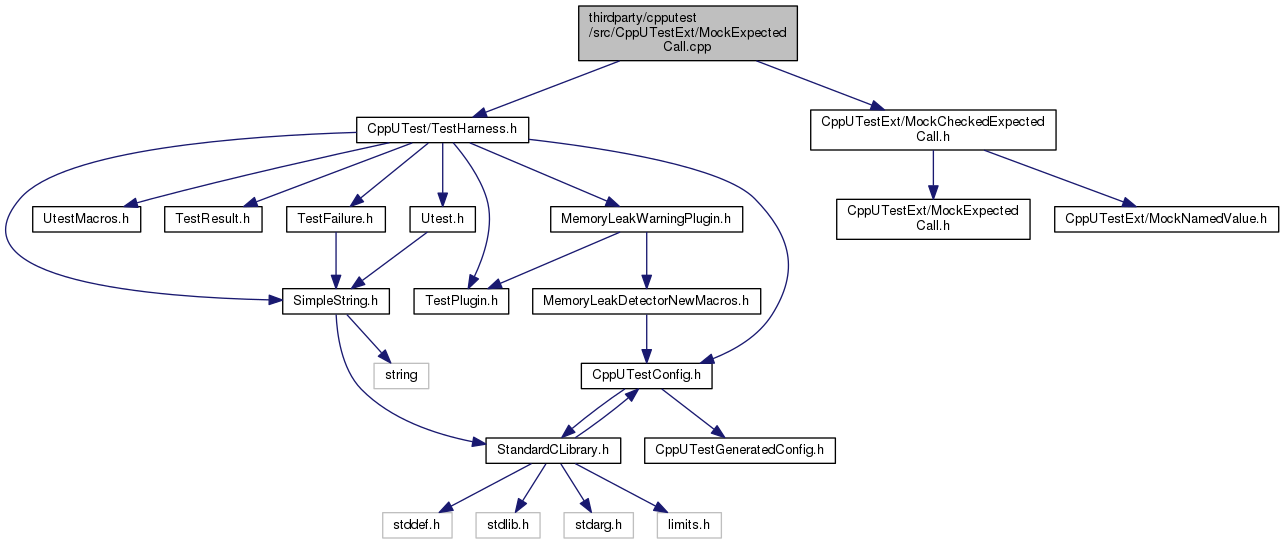 thirdparty/cpputest
/src/CppUTestExt/MockExpected
Call.cpp
CppUTest/TestHarness.h
CppUTestExt/MockCheckedExpected
Call.h
UtestMacros.h
TestResult.h
TestFailure.h
Utest.h
MemoryLeakWarningPlugin.h
CppUTestExt/MockExpected
Call.h
CppUTestExt/MockNamedValue.h
SimpleString.h
TestPlugin.h
MemoryLeakDetectorNewMacros.h
string
CppUTestConfig.h
StandardCLibrary.h
CppUTestGeneratedConfig.h
stddef.h
stdlib.h
stdarg.h
limits.h